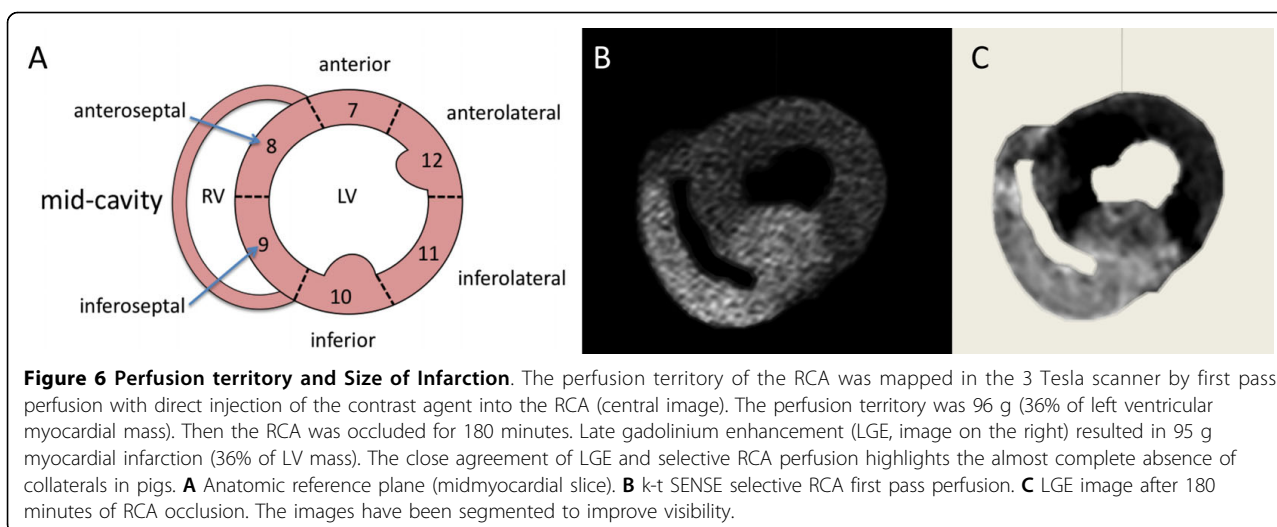 A
anterior
anteroseptal
anterolateral
7
8
12
mid-cavity
RV
LV
9
11
10
inferoseptal
inferolateral
inferior
B
C
Figure 6 Perfusion territory and Size of Infarction. The perfusion territory of the RCA was mapped in the 3 Tesla scanner by first pass
perfusion with direct injection of the contrast agent into the RCA (central image). The perfusion territory was 96 g (36% of left ventricular
myocardial mass). Then the RCA was occluded for 180 minutes. Late gadolinium enhancement (LGE, image on the right) resulted in 95 g
myocardial infarction (36% of LV mass). The close agreement of LGE and selective RCA perfusion highlights the almost complete absence of
collaterals in pigs. A Anatomic reference plane (midmyocardial slice). B k-t SENSE selective RCA first pass perfusion. C LGE image after 180
minutes of RCA occlusion. The images have been segmented to improve visibility.